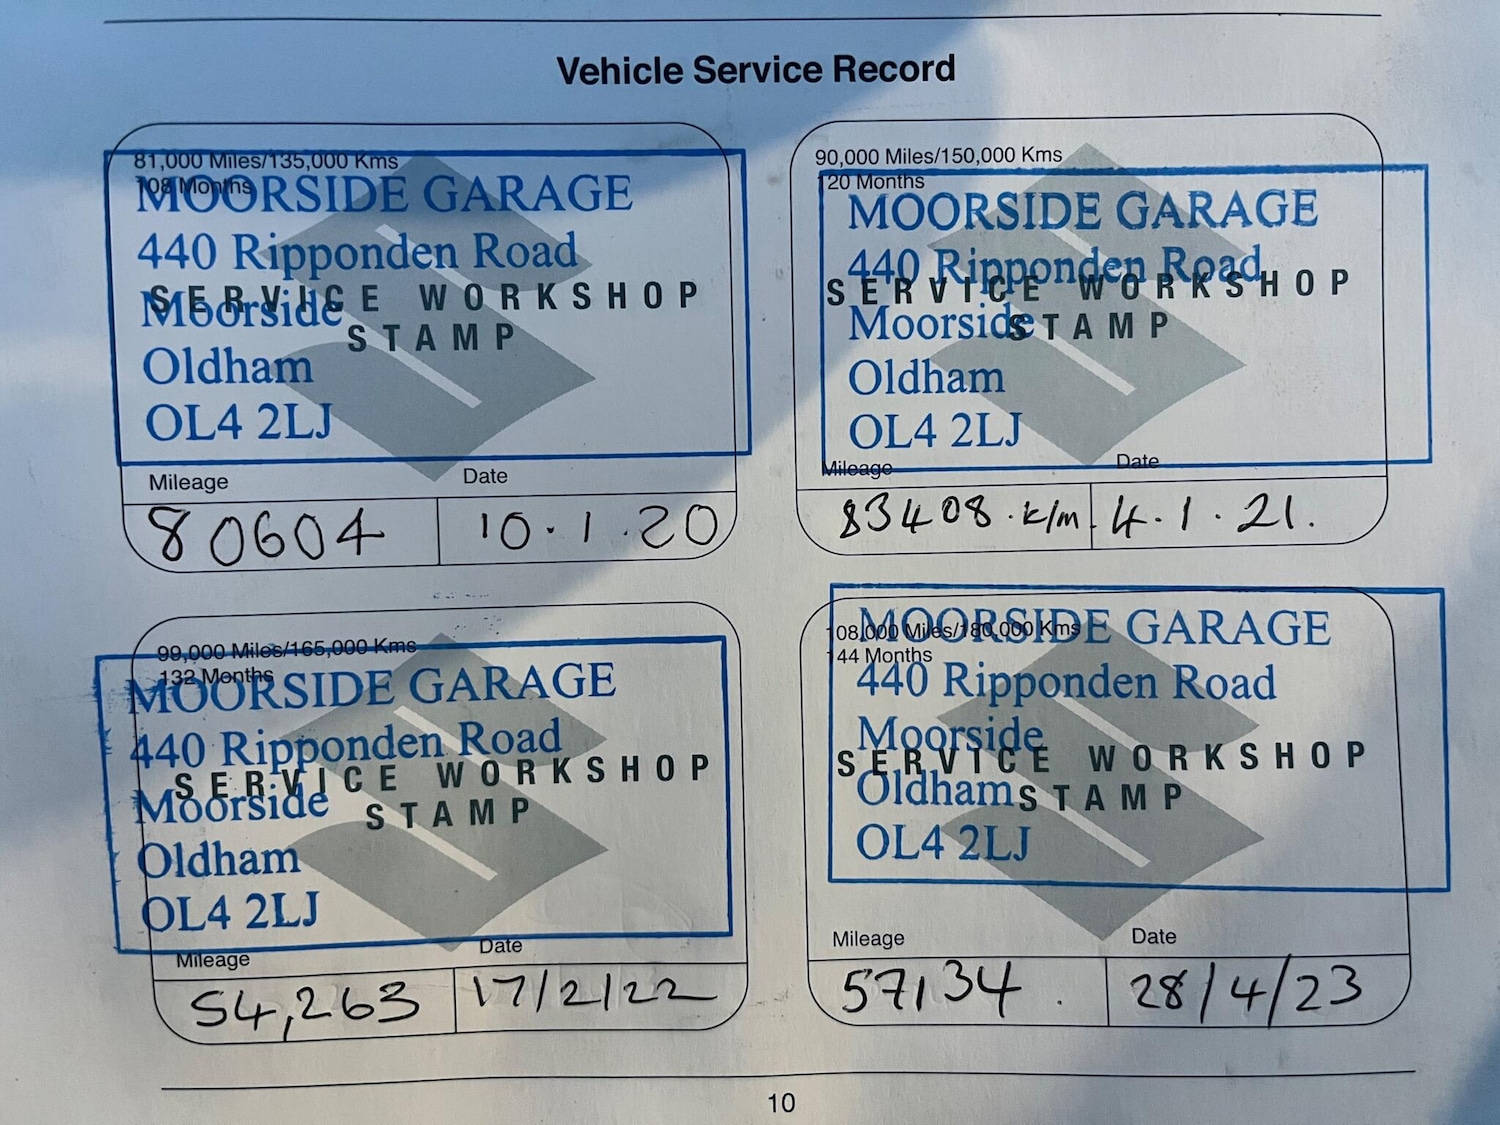 Vehicle Service Record
81,000 Miles/135,000 Kms
108 Months
MOORSIDE GARAGE
440 Ripponden Road
SERVICE WORKSHOP
Moorside
STAMP
Oldham
OL4 2LJ
Mileage Date
80604 10.1.20
90,000 Miles/150,000 Kms
120 Months
MOORSIDE GARAGE
440 Ripponden Road
SERVICE WORKSHOP
Moorside
STAMP
Oldham
OL4 2LJ
Mileage Date
83408.k/m 4.1.21.
99,000 Miles/165,000 Kms
132 Months
MOORSIDE GARAGE
440 Ripponden Road
SERVICE WORKSHOP
Moorside
STAMP
Oldham
OL4 2LJ
Mileage Date
54,263 17/2/22
108,000 Miles/180,000 Kms
144 Months
MOORSIDE GARAGE
440 Ripponden Road
Moorside
SERVICE WORKSHOP
Oldham
STAMP
OL4 2LJ
Mileage Date
57134. 28/4/23
10